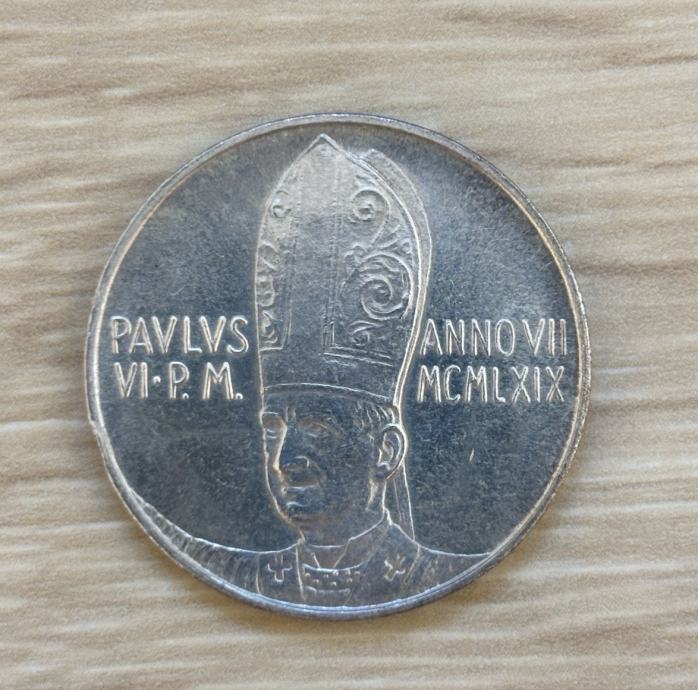 PAVLVS
VI·P. M.
ANNO VII
MCMLXIX